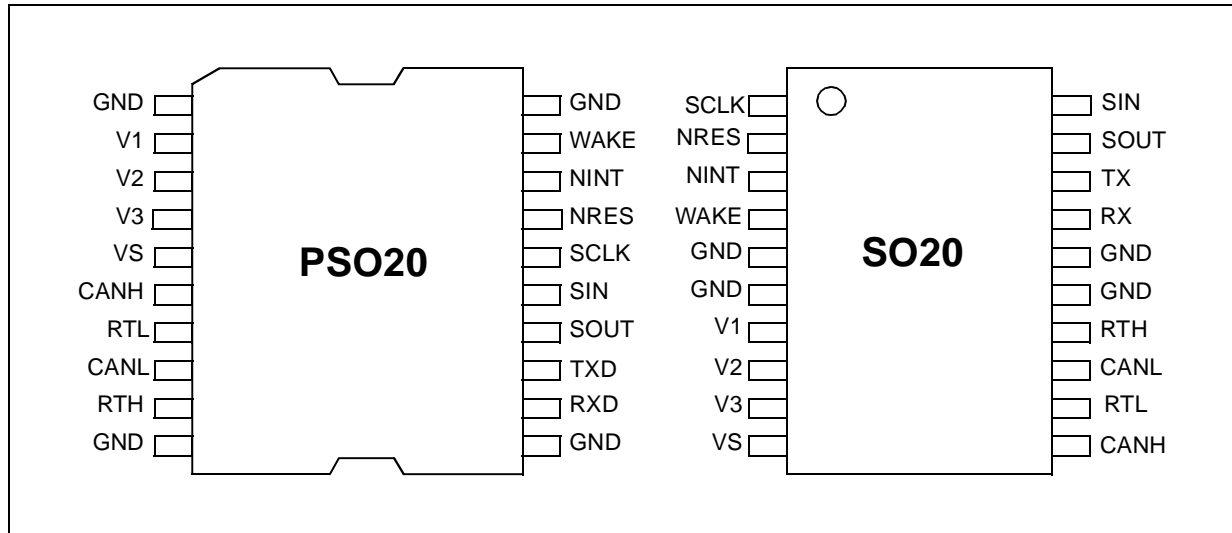 GND GND
V1 WAKE
V2 NINT
V3 NRES
VS SCLK
CANH SIN
RTL SOUT
CANL TXD
RTH RXD
GND GND
PSO20
SCLK SIN
NRES SOUT
NINT TX
WAKE RX
GND GND
GND GND
V1 RTH
V2 CANL
V3 RTL
VS CANH
SO20